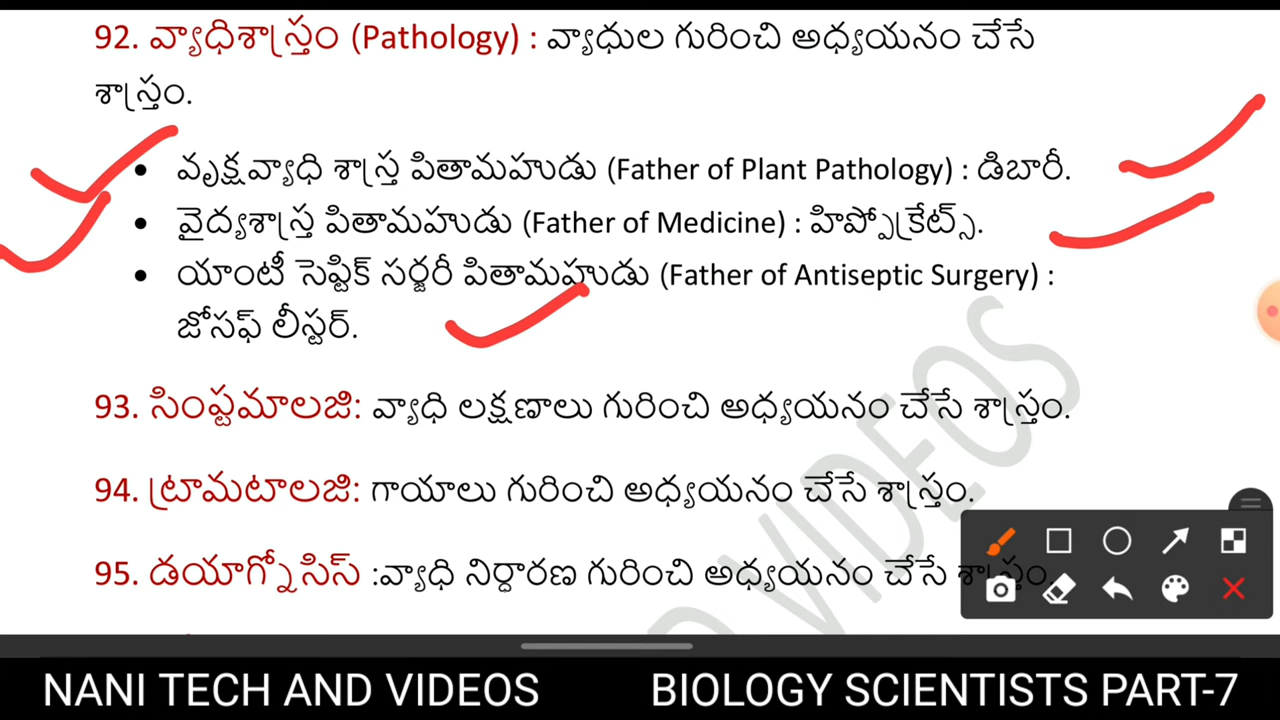 92. వ్యాధిశాస్త్రం (Pathology) : వ్యాధుల గురించి అధ్యయనం చేసే
శాస్త్రం.
• వృక్షవ్యాధి శాస్త్ర పితామహుడు (Father of Plant Pathology) : డిబారీ.
• వైద్యశాస్త్ర పితామహుడు (Father of Medicine) : హిప్పోక్రేట్స్.
• యాంటీ సెప్టిక్ సర్జరీ పితామహుడు (Father of Antiseptic Surgery) :
జోసఫ్ లీస్టర్.
93. సింప్టమాలజి: వ్యాధి లక్షణాలు గురించి అధ్యయనం చేసే శాస్త్రం.
94. ట్రామటాలజి: గాయాలు గురించి అధ్యయనం చేసే శాస్త్రం.
95. డయాగ్నోసిస్ :వ్యాధి నిర్ధారణ గురించి అధ్యయనం చేసే శాస్త్రం.
VIDEOS
NANI TECH AND VIDEOS BIOLOGY SCIENTISTS PART-7